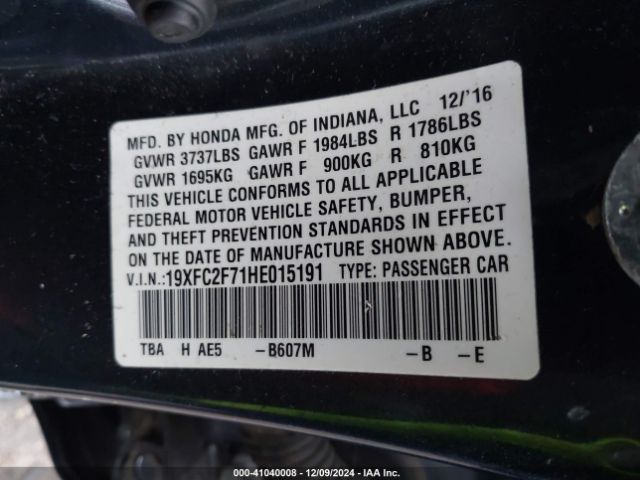 MFD. BY HONDA MFG. OF INDIANA, LLC 12/'16
GVWR 3737LBS GAWR F 1984LBS R 1786LBS
GVWR 1695KG GAWR F 900KG R 810KG
THIS VEHICLE CONFORMS TO ALL APPLICABLE
FEDERAL MOTOR VEHICLE SAFETY, BUMPER,
AND THEFT PREVENTION STANDARDS IN EFFECT
ON THE DATE OF MANUFACTURE SHOWN ABOVE.
V.I.N.:19XFC2F71HE015191 TYPE: PASSENGER CAR
TBA H AE5 -B607M -B -E
000-41040008 - 12/09/2024 - IAA Inc.